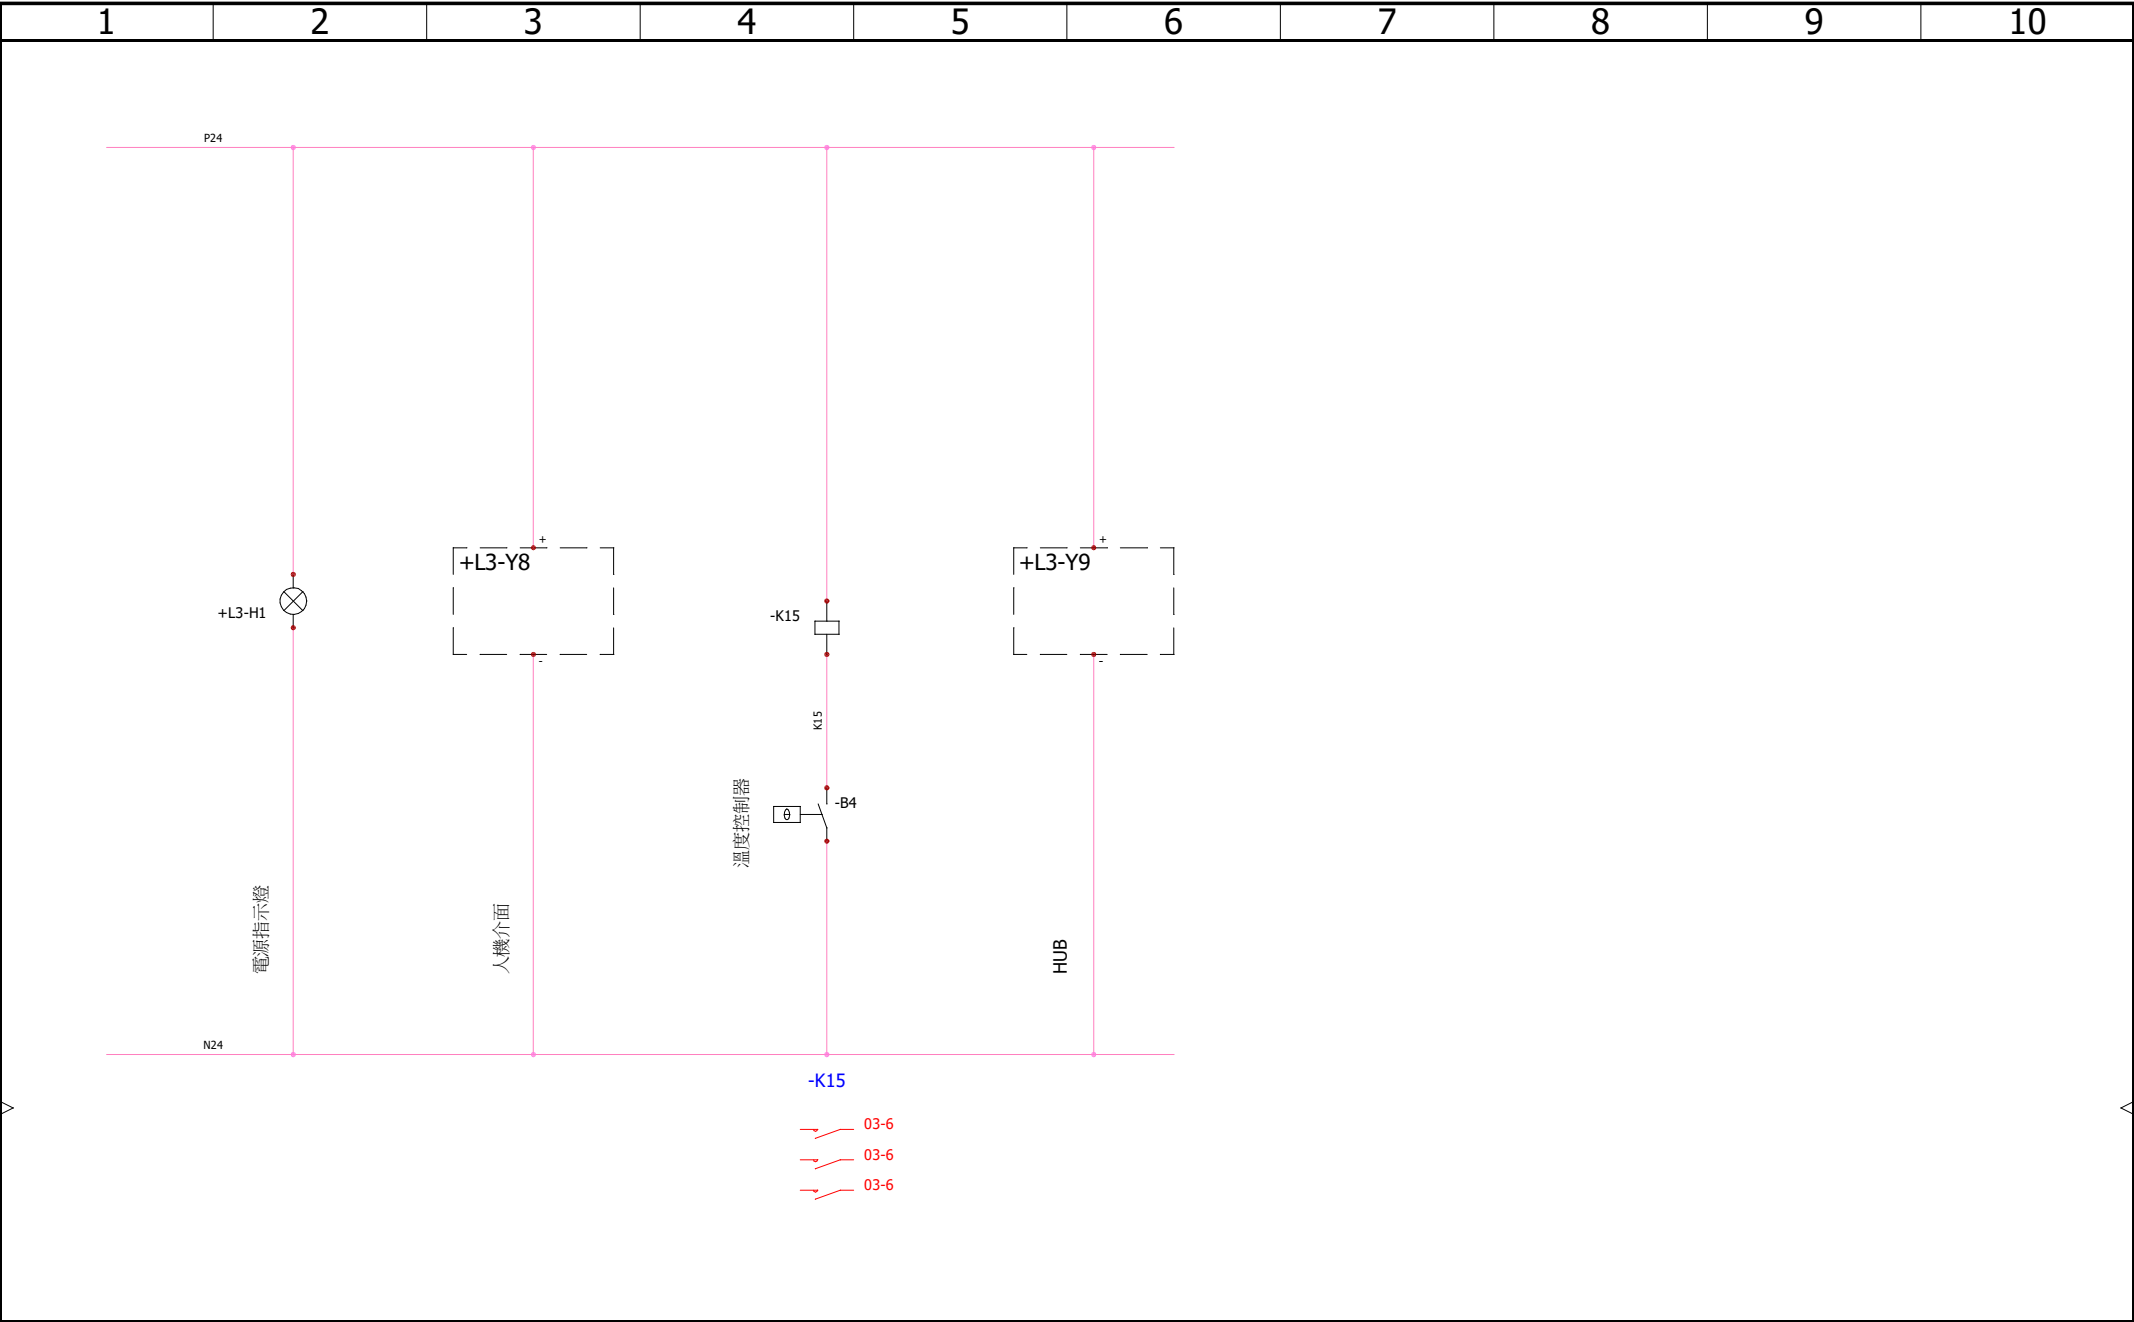 1 2 3 4 5 6 7 8 9 10
P24
+
+
+L3-Y8
+L3-Y9
+L3-H1
-K15
-
-
K15
溫度控制器
-B4
θ
電源指示燈
人機介面
HUB
N24
-K15
03-6
03-6
03-6